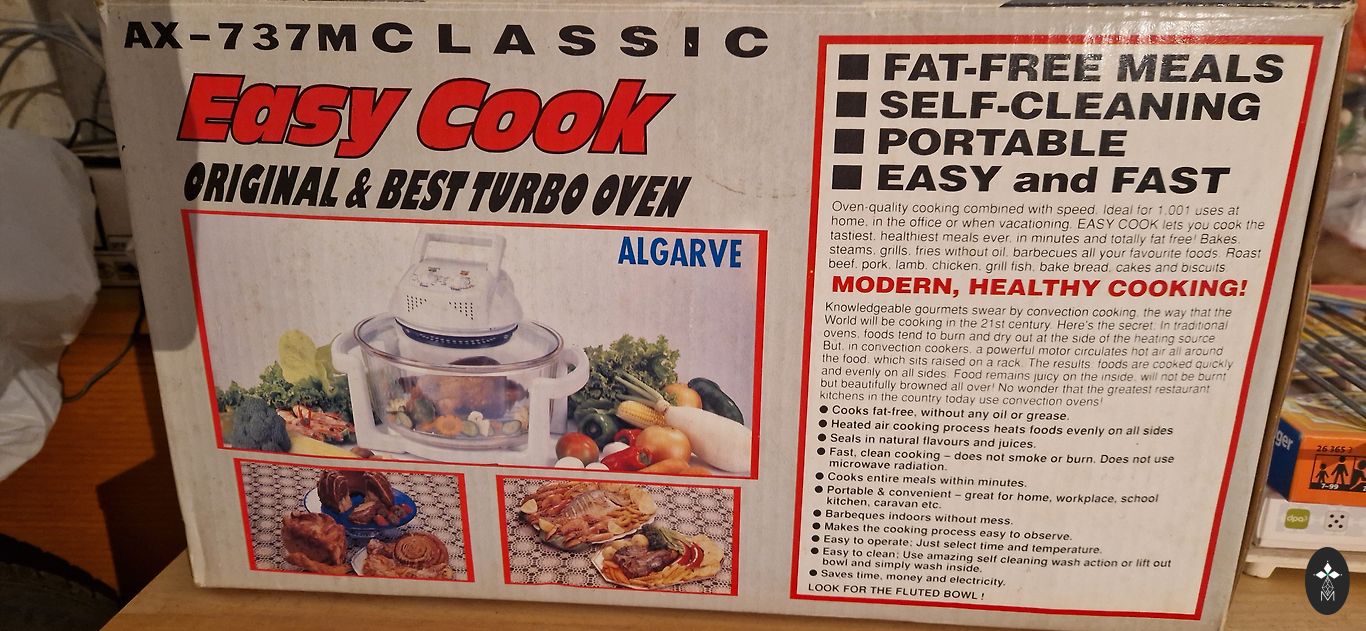 AX-737M CLASSIC
Easy Cook
ORIGINAL & BEST TURBO OVEN
ALGARVE
■ FAT-FREE MEALS
■ SELF-CLEANING
■ PORTABLE
■ EASY and FAST
Oven-quality cooking combined with speed. Ideal for 1.001 uses at
home, in the office or when vacationing. EASY COOK lets you cook the
tastiest, healthiest meals ever, in minutes and totally fat free! Bakes,
steams, grills, fries without oil, barbecues all your favourite foods. Roast
beef, pork, lamb, chicken, grill fish, bake bread, cakes and biscuits
MODERN, HEALTHY COOKING!
Knowledgeable gourmets swear by convection cooking, the way that the
World will be cooking in the 21st century. Here's the secret. In traditional
ovens, foods tend to burn and dry out at the side of the heating source
But, in convection cookers, a powerful motor circulates hot air all around
the food, which sits raised on a rack. The results: foods are cooked quickly
and evenly on all sides. Food remains juicy on the inside, will not be burnt
but beautifully browned all over! No wonder that the greatest restaurant
kitchens in the country today use convection ovens!
● Cooks fat-free, without any oil or grease.
● Heated air cooking process heats foods evenly on all sides
● Seals in natural flavours and juices.
● Fast, clean cooking – does not smoke or burn. Does not use
microwave radiation.
● Cooks entire meals within minutes.
● Portable & convenient – great for home, workplace, school
kitchen, caravan etc.
● Barbeques indoors without mess.
● Makes the cooking process easy to observe.
● Easy to operate; Just select time and temperature.
● Easy to clean; Use amazing self cleaning wash action or lift out
bowl and simply wash inside.
● Saves time, money and electricity.
LOOK FOR THE FLUTED BOWL !
ger
26 365
7-99
dpa
M